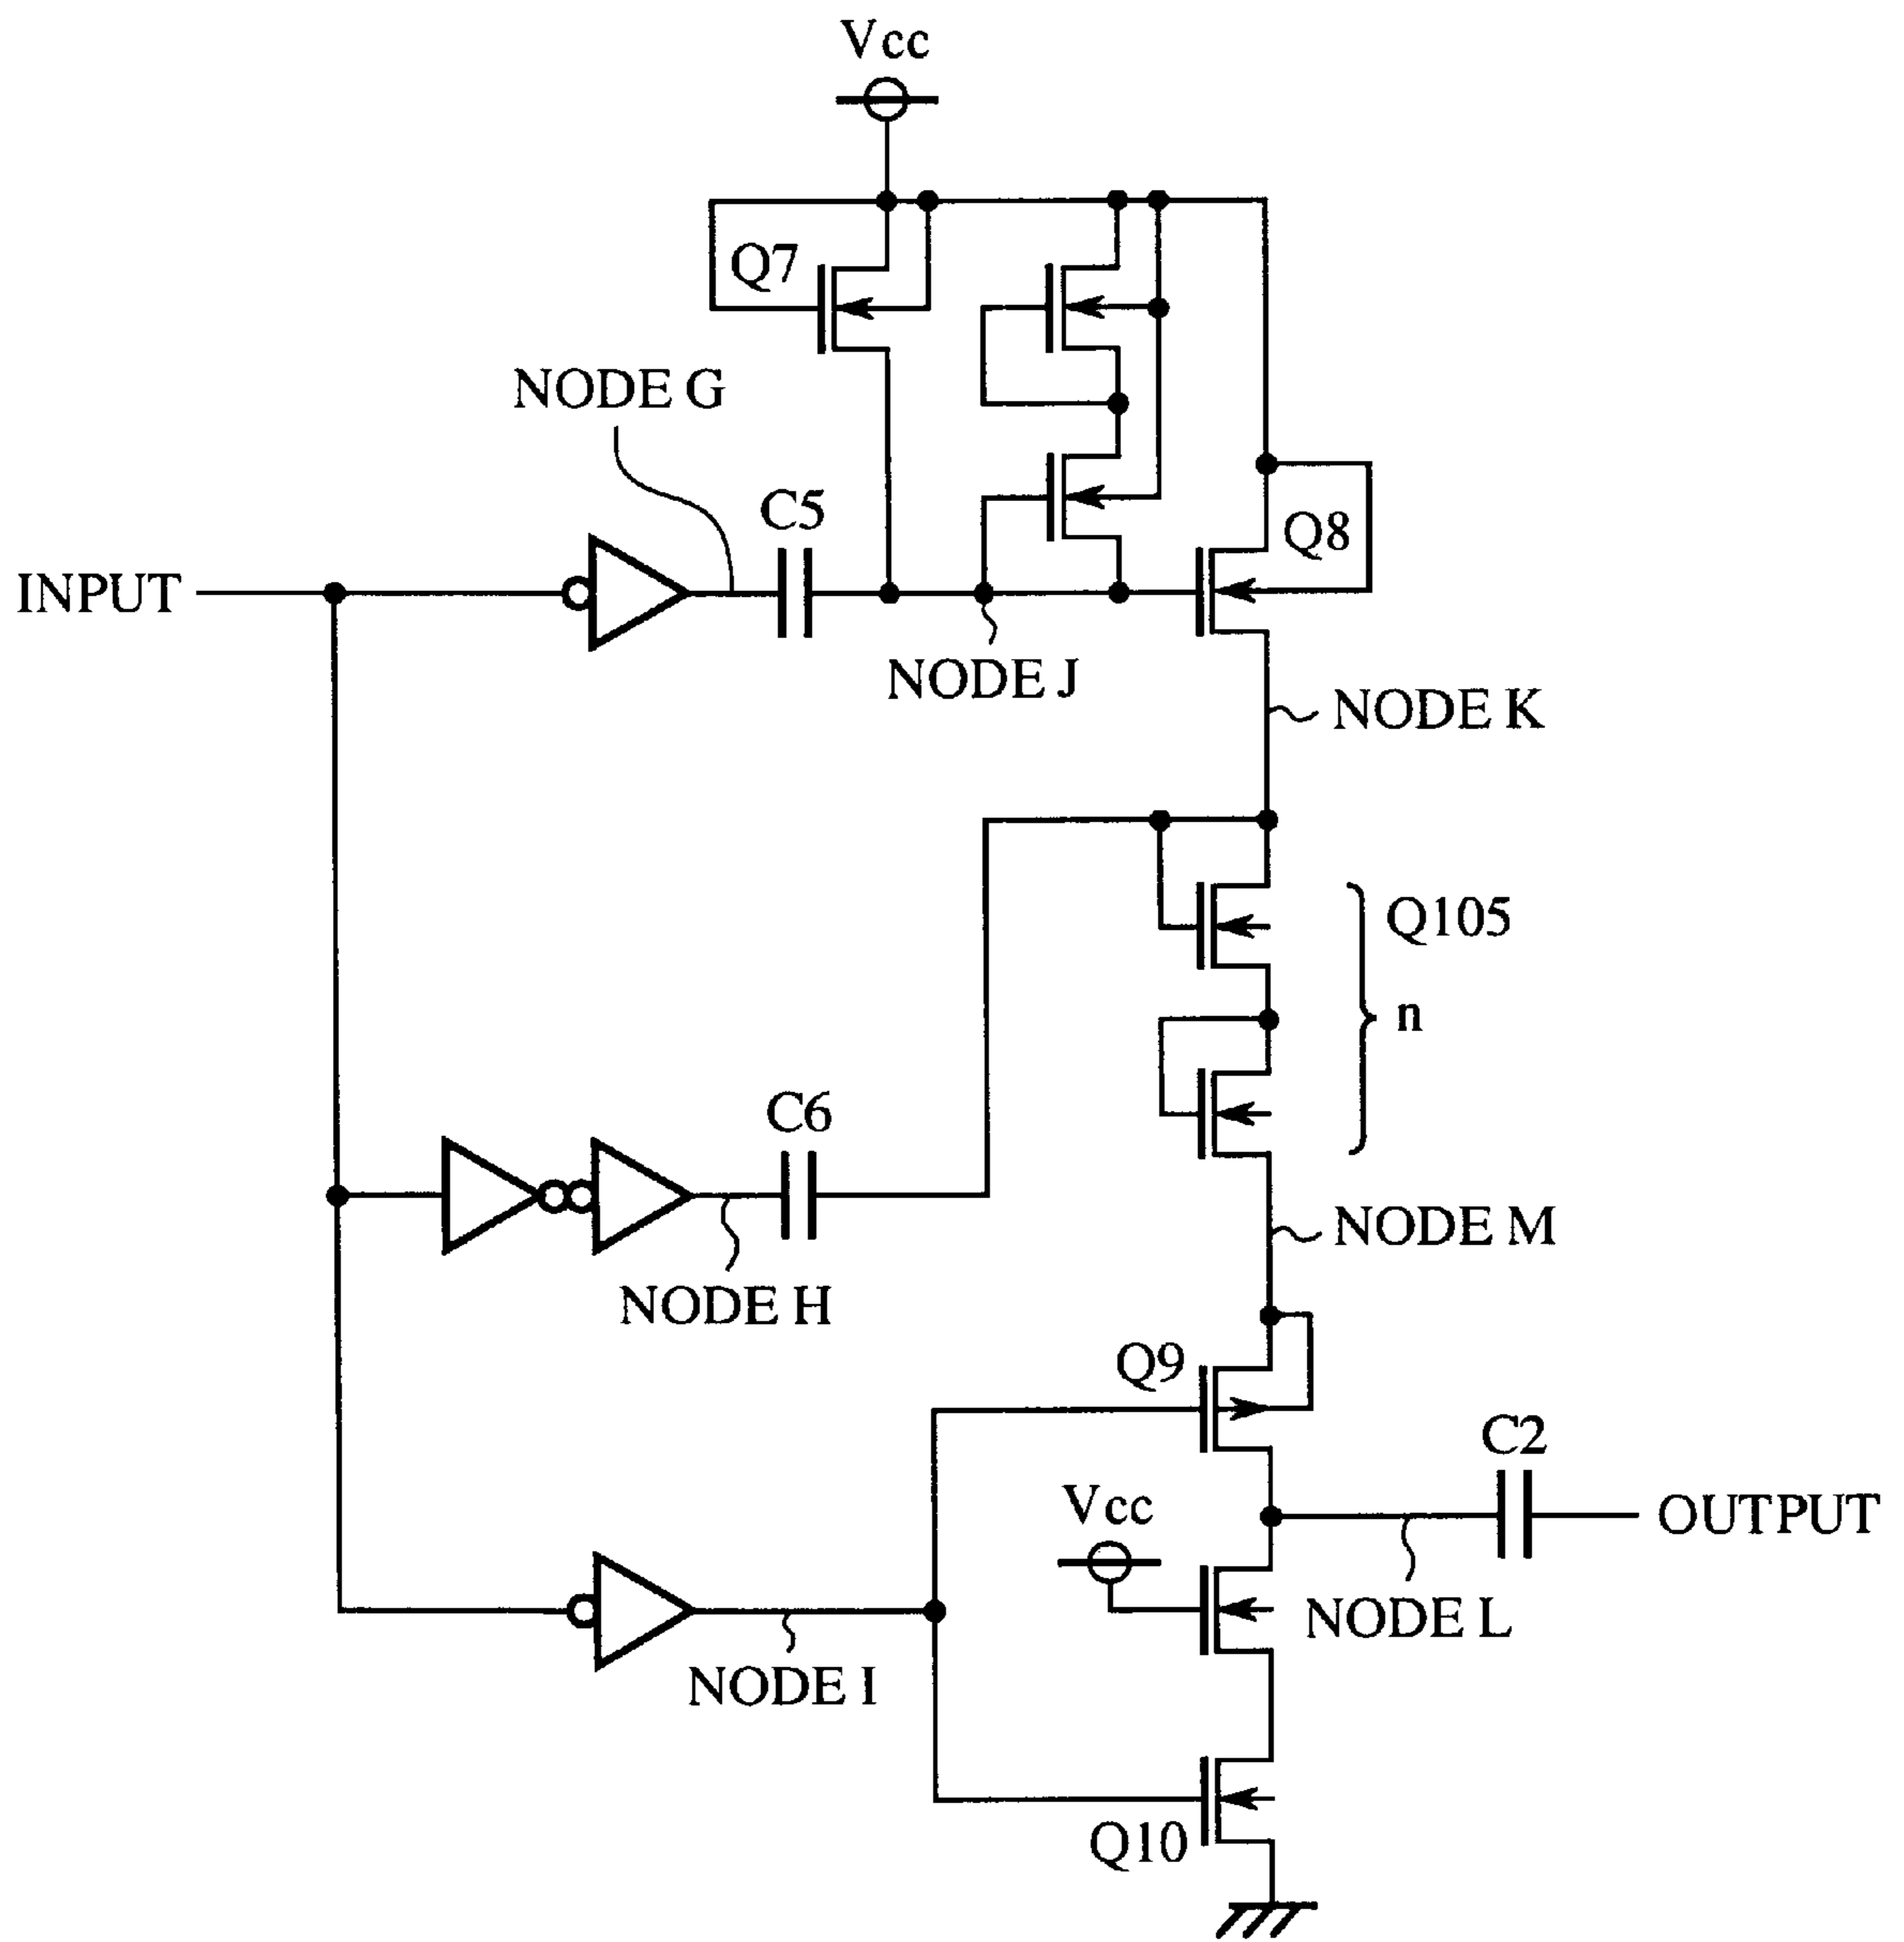 Vcc
Q7
NODE G
C5
Q8
INPUT
NODE J
NODE K
Q105
n
C6
NODE M
NODE H
Q9
C2
Vcc
OUTPUT
NODE L
NODE I
Q10